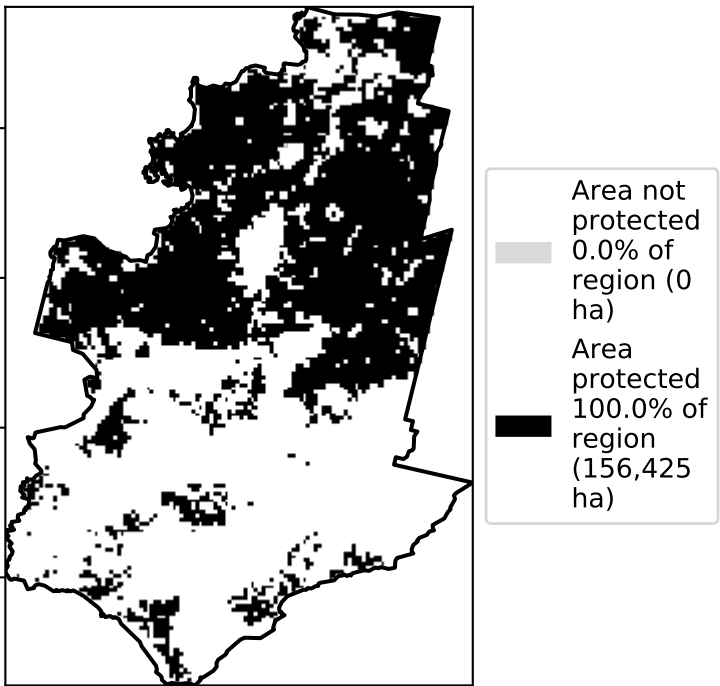 Area not
protected
0.0% of
region (0
ha)
Area
protected
100.0% of
region
(156,425
ha)